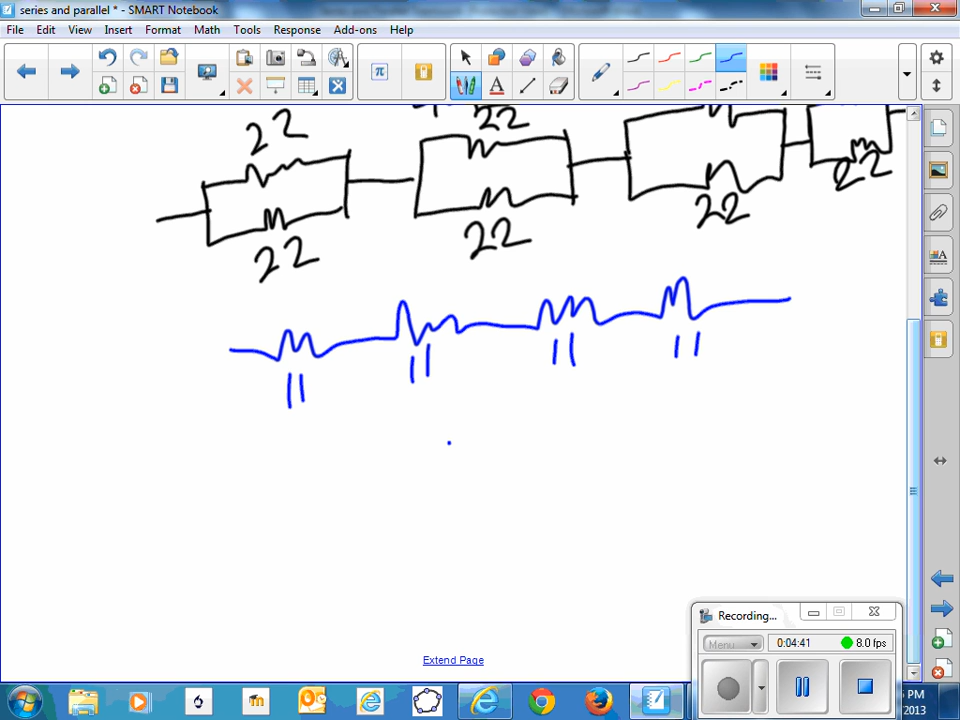 series and parallel * - SMART Notebook
File Edit View Insert Format Math Tools Response Add-ons Help
22
22
22
22
22
22
11 11 11 11
Extend Page
Recording...
Menu 0:04:41 8.0 fps
PM
2013